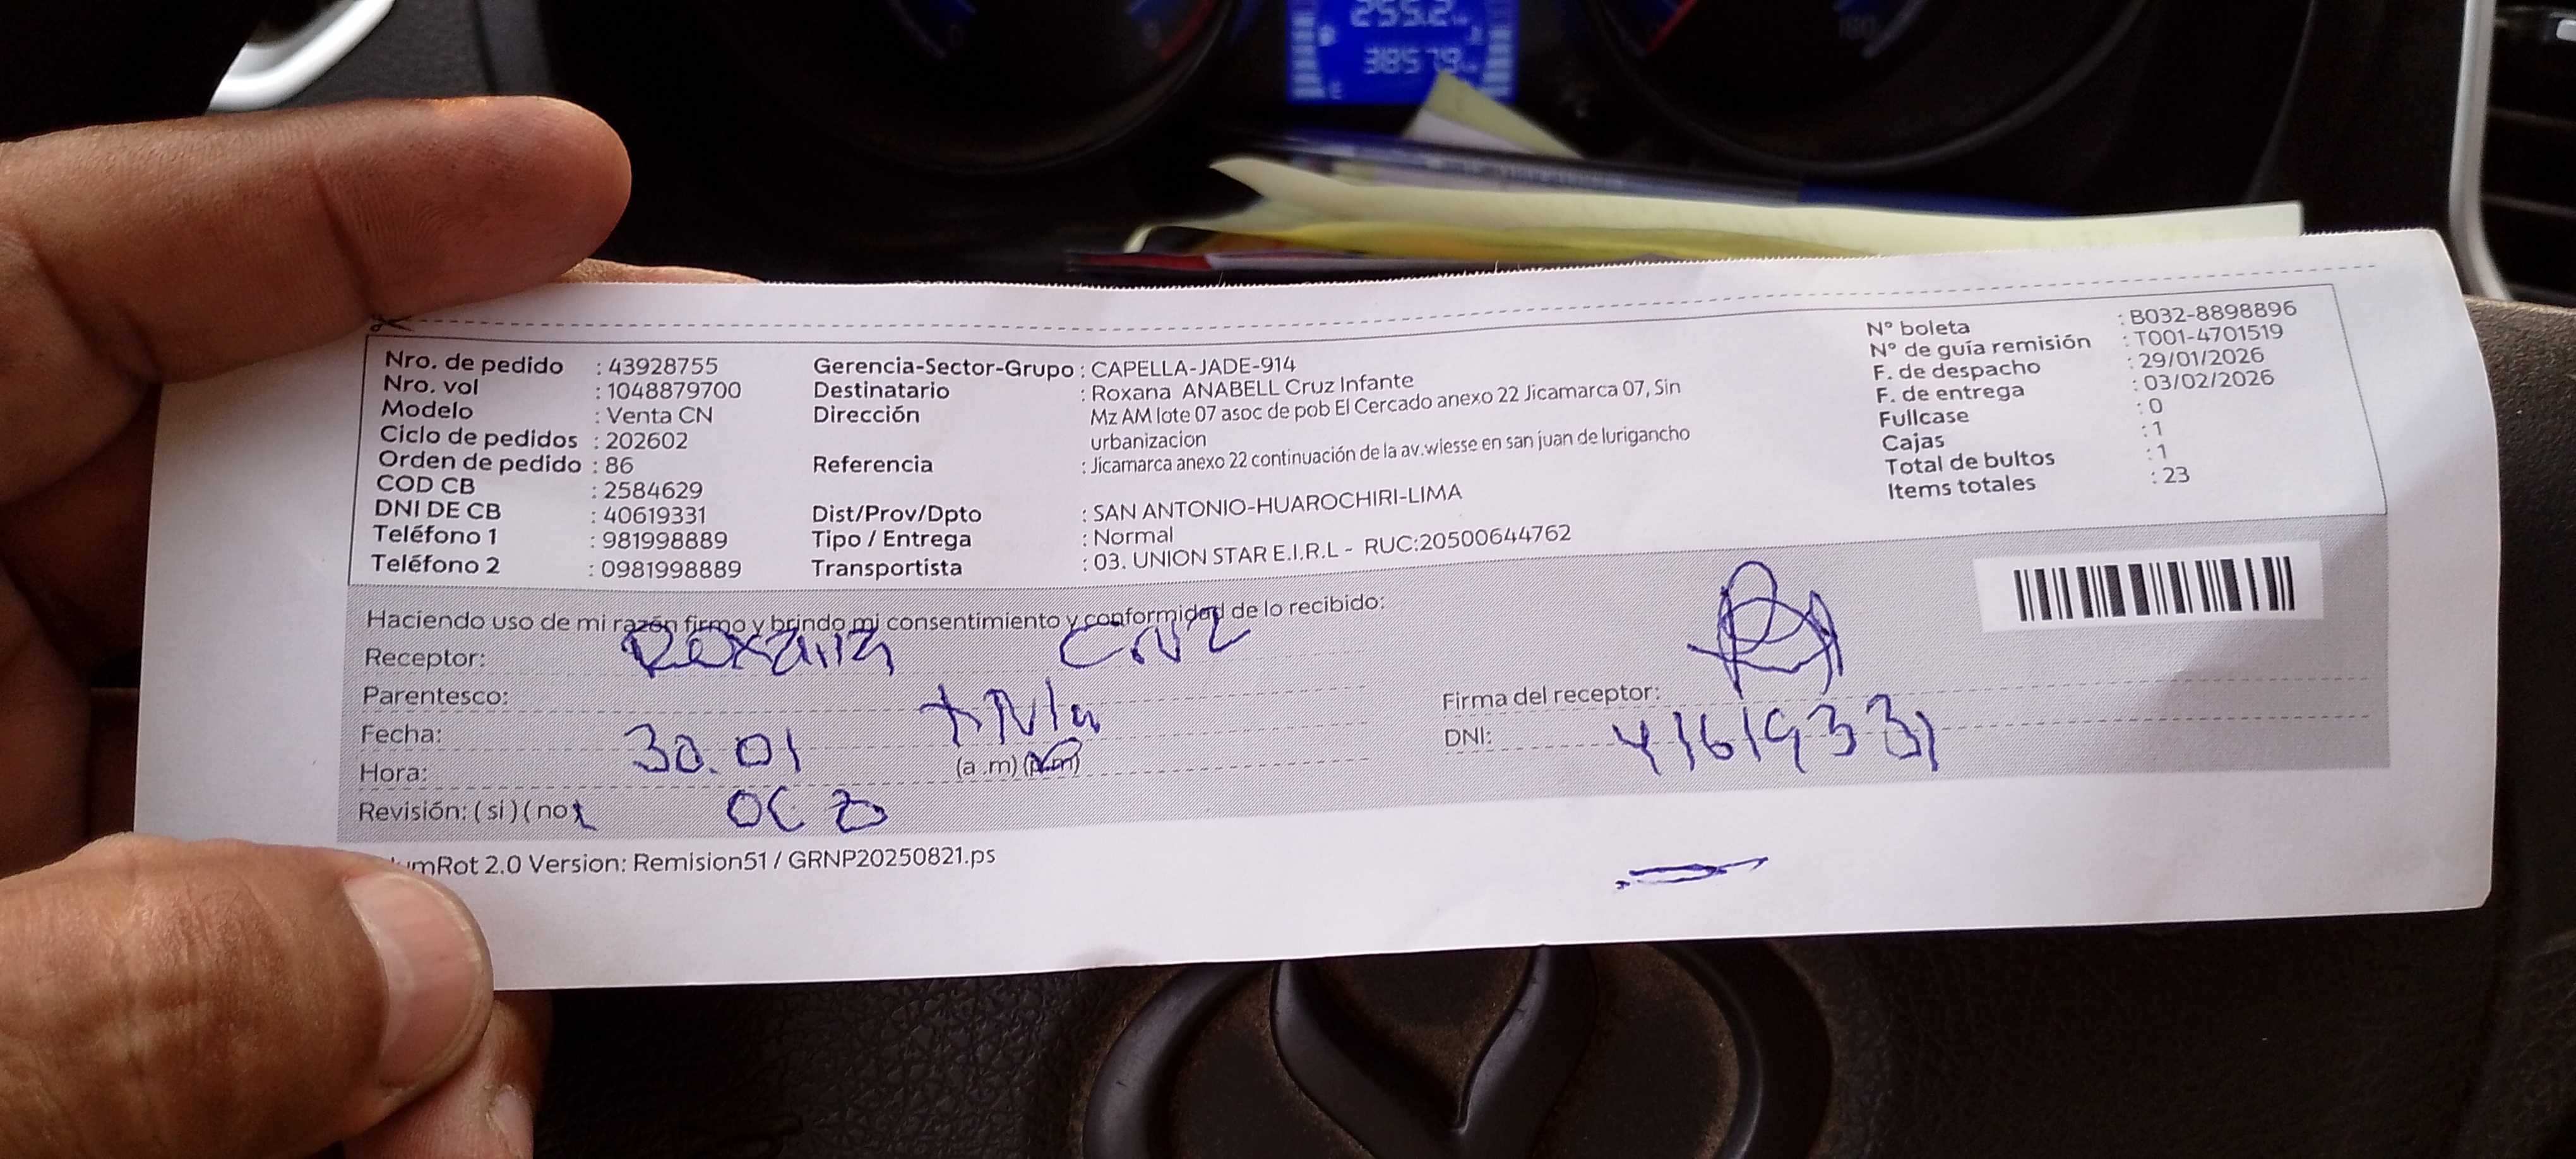 255.2
38579
Nro. de pedido : 43928755
Nro. vol : 1048879700
Modelo : Venta CN
Ciclo de pedidos : 202602
Orden de pedido : 86
COD CB : 2584629
DNI DE CB : 40619331
Teléfono 1 : 981998889
Teléfono 2 : 0981998889
Gerencia-Sector-Grupo : CAPELLA-JADE-914
Destinatario : Roxana ANABELL Cruz Infante
Dirección : Mz AM lote 07 asoc de pob El Cercado anexo 22 Jicamarca 07, Sin
urbanizacion
Referencia : Jicamarca anexo 22 continuación de la av.wiesse en san juan de lurigancho
Dist/Prov/Dpto : SAN ANTONIO-HUAROCHIRI-LIMA
Tipo / Entrega : Normal
Transportista : 03. UNION STAR E.I.R.L - RUC:20500644762
N° boleta : B032-8898896
N° de guía remisión : T001-4701519
F. de despacho : 29/01/2026
F. de entrega : 03/02/2026
Fullcase : 0
Cajas : 1
Total de bultos : 1
Items totales : 23
Haciendo uso de mi razón firmo y brindo mi consentimiento y conformidad de lo recibido:
Receptor: Roxana Cruz
Parentesco:
Fecha: 30.01
Hora: (a.m) (p.m)
Revisión: ( si ) ( no )
Firma del receptor:
DNI: 41619331
umRot 2.0 Version: Remision51 / GRNP20250821.ps